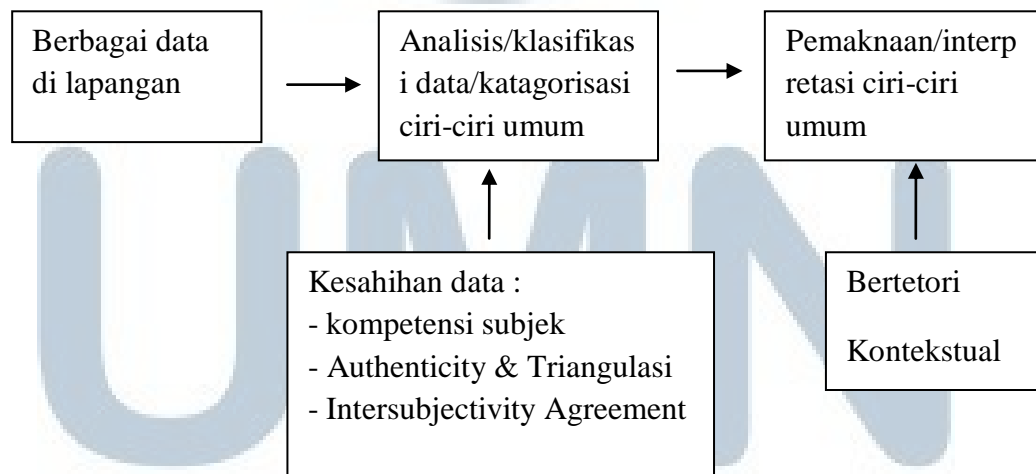 Berbagai data
di lapangan
Analisis/klasifikas
i data/katagorisasi
ciri-ciri umum
Pemaknaan/interp
retasi ciri-ciri
umum
Kesahihan data :
- kompetensi subjek
- Authenticity & Triangulasi
- Intersubjectivity Agreement
Bertetori
Kontekstual
UMN